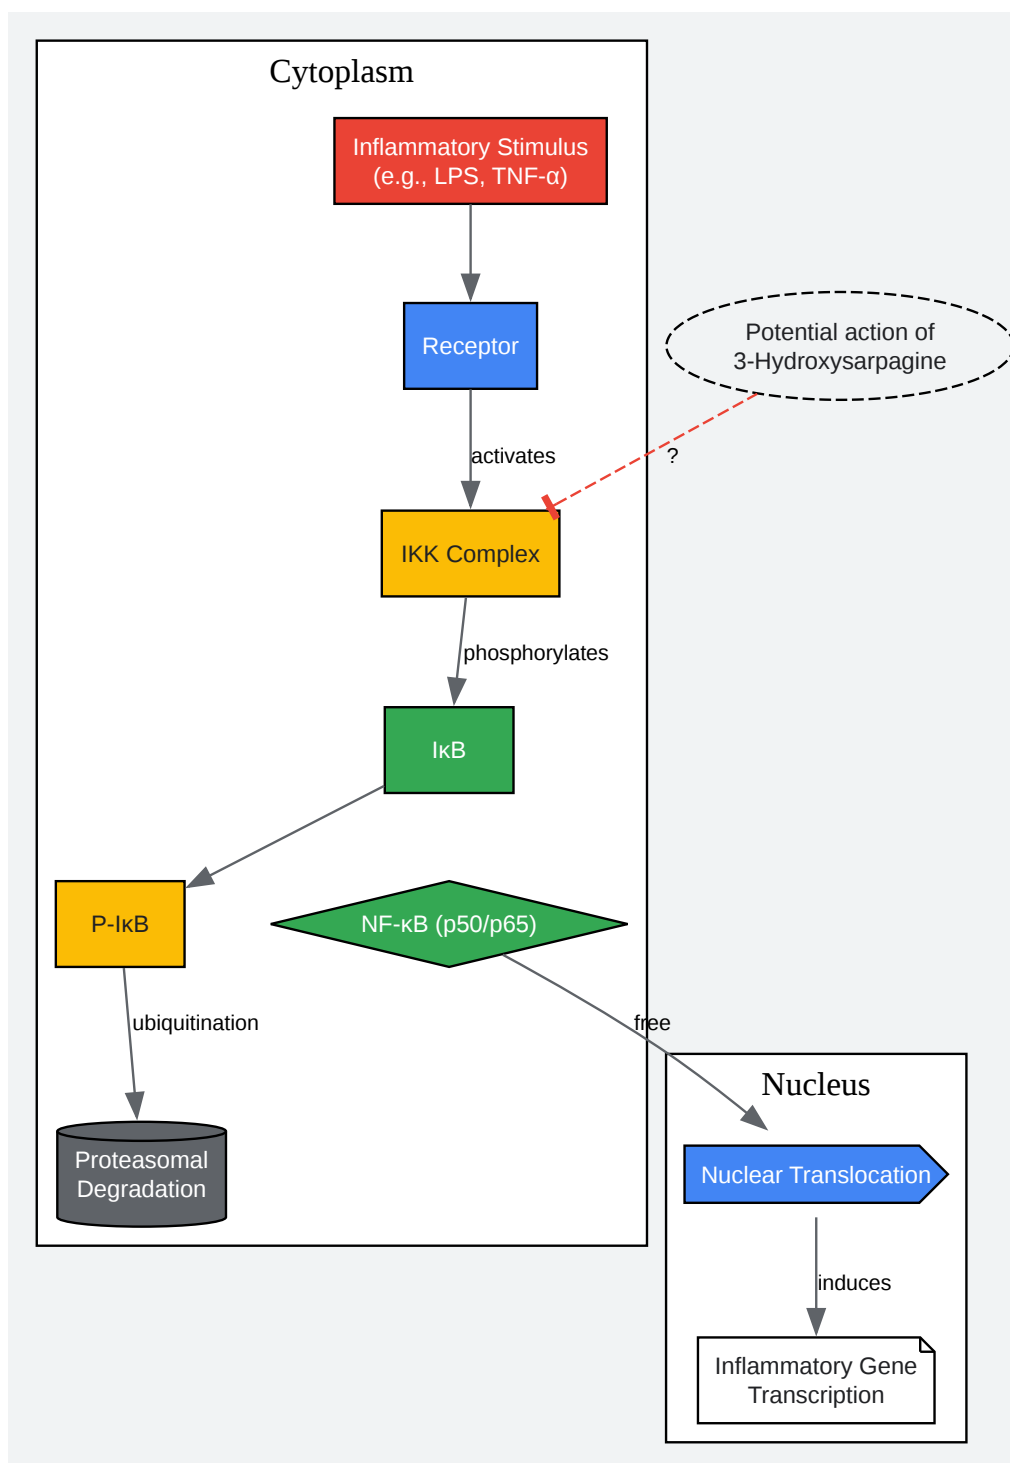 Cytoplasm
Inflammatory Stimulus
(e.g., LPS, TNF-α)
Receptor
Potential action of
3-Hydroxysarpagine
activates
?
IKK Complex
phosphorylates
IκB
P-IκB
NF-κB (p50/p65)
ubiquitination
free
Nucleus
Proteasomal
Degradation
Nuclear Translocation
induces
Inflammatory Gene
Transcription